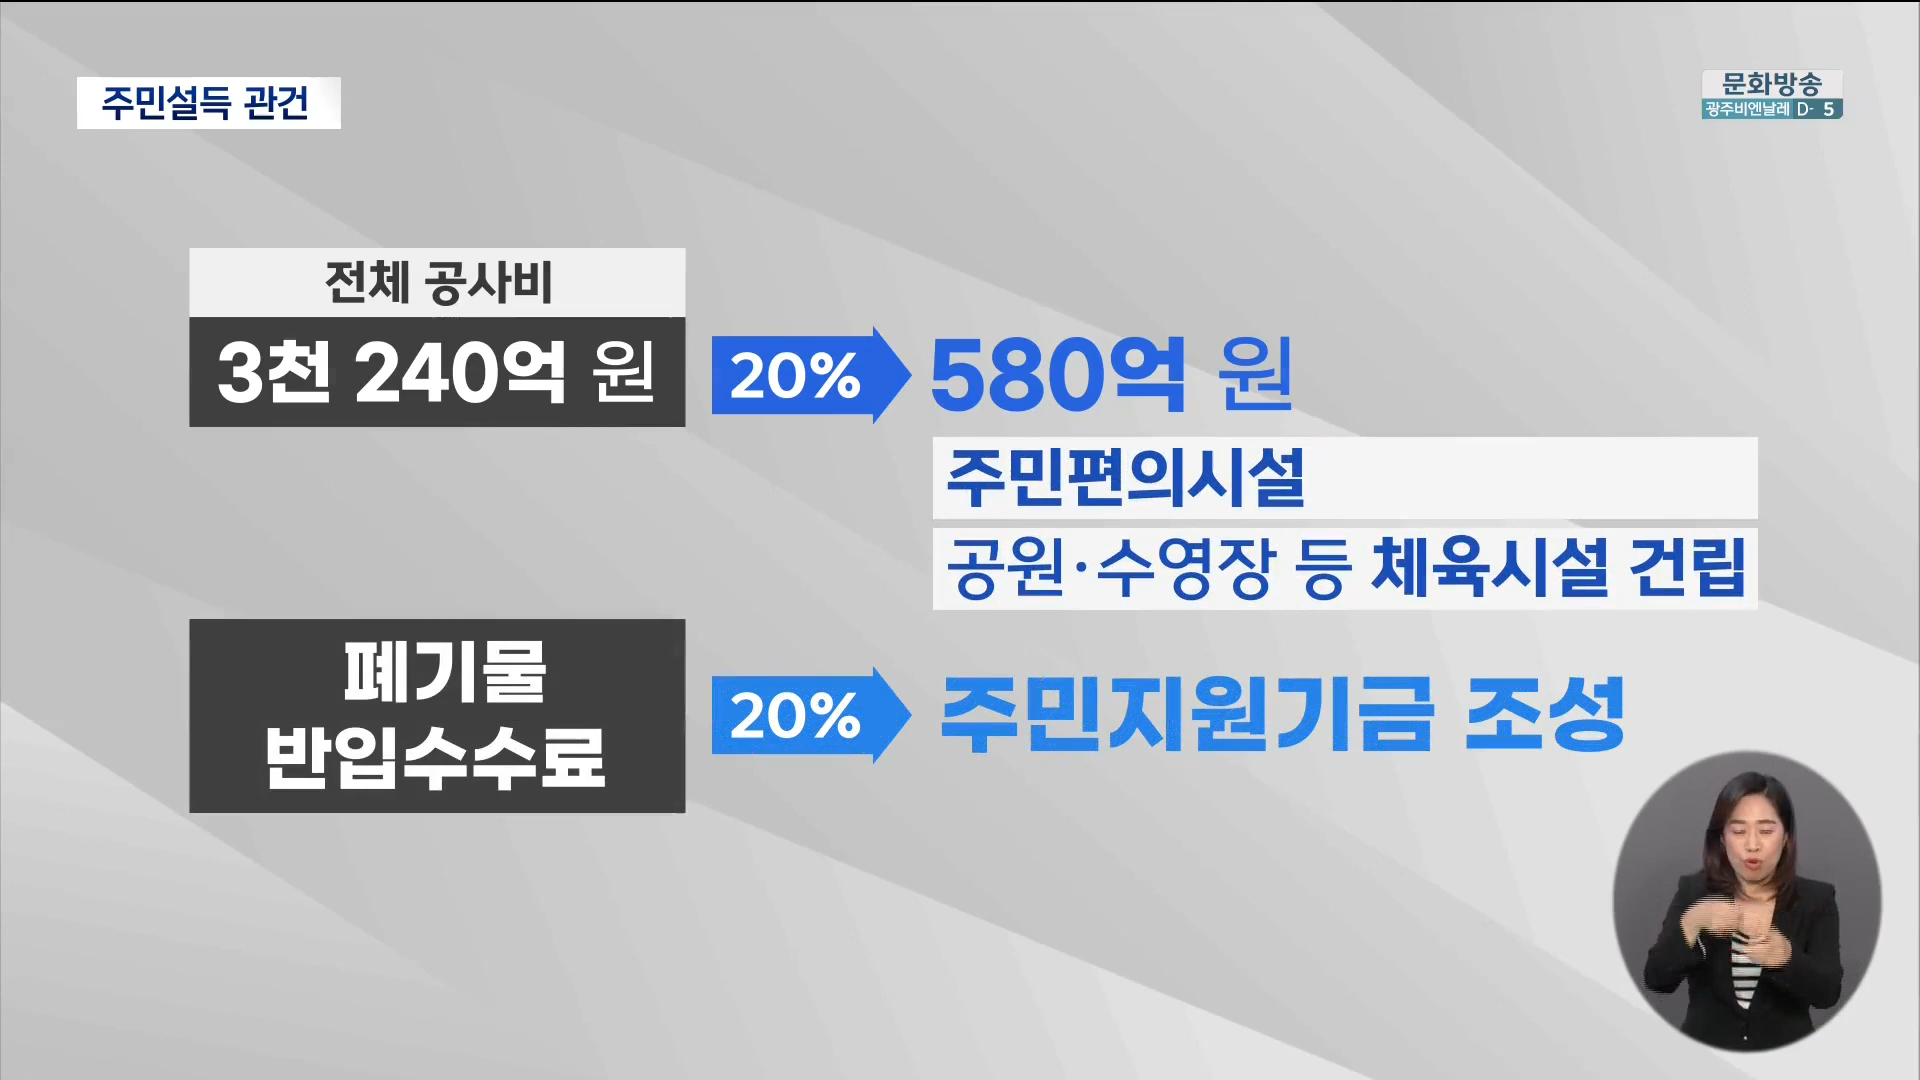 주민설득 관건
문화방송
광주비엔날레 D- 5
전체 공사비
3천 240억 원
20%
580억 원
주민편의시설
공원·수영장 등 체육시설 건립
폐기물
반입수수료
20%
주민지원기금 조성